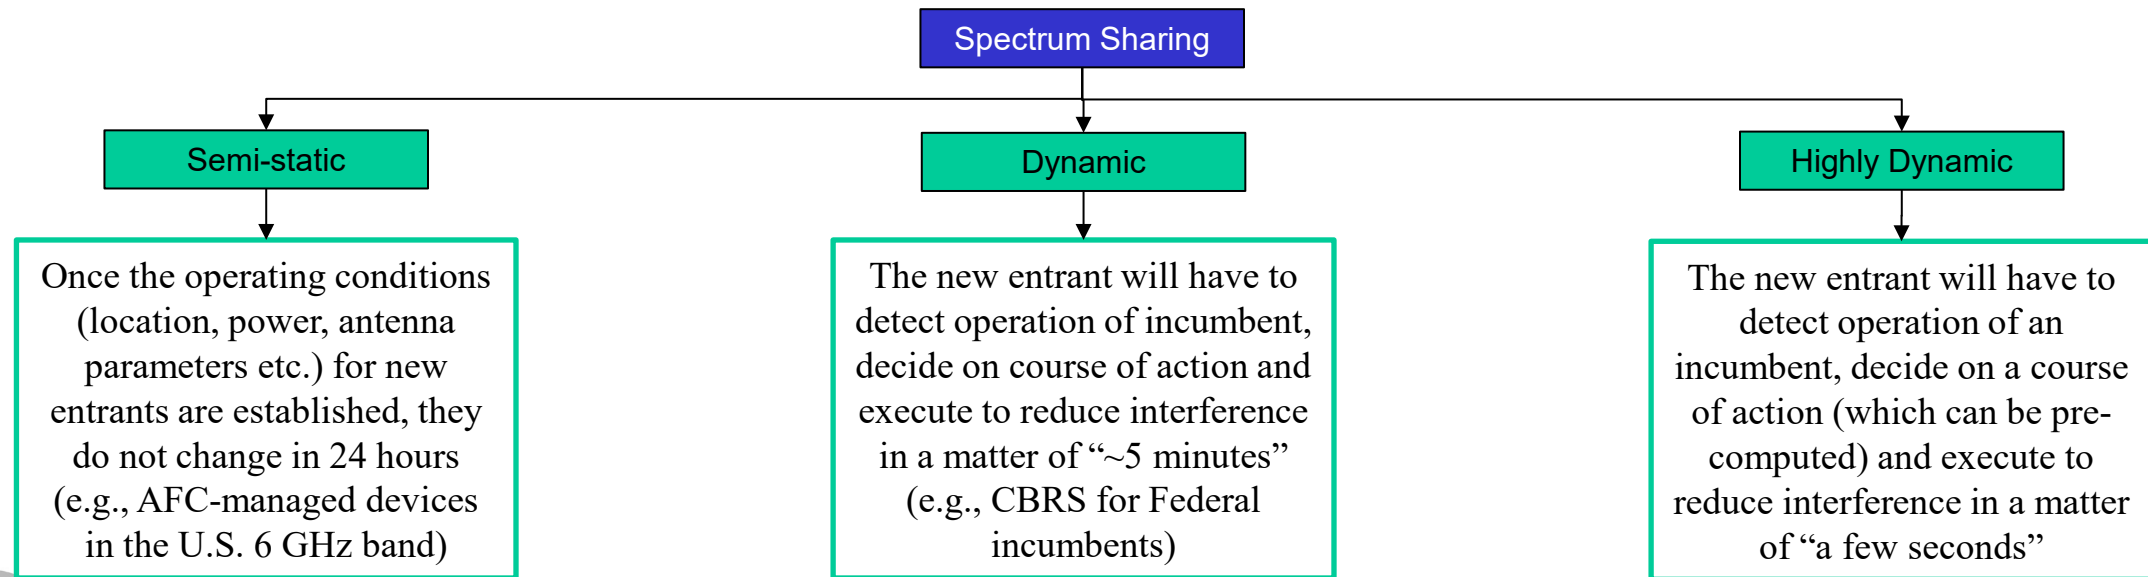 Spectrum Sharing
Semi-static
Dynamic
Highly Dynamic
Once the operating conditions
(location, power, antenna
parameters etc.) for new
entrants are established, they
do not change in 24 hours
(e.g., AFC-managed devices
in the U.S. 6 GHz band)
The new entrant will have to
detect operation of incumbent,
decide on course of action and
execute to reduce interference
in a matter of “~5 minutes”
(e.g., CBRS for Federal
incumbents)
The new entrant will have to
detect operation of an
incumbent, decide on a course
of action (which can be pre-
computed) and execute to
reduce interference in a matter
of “a few seconds”